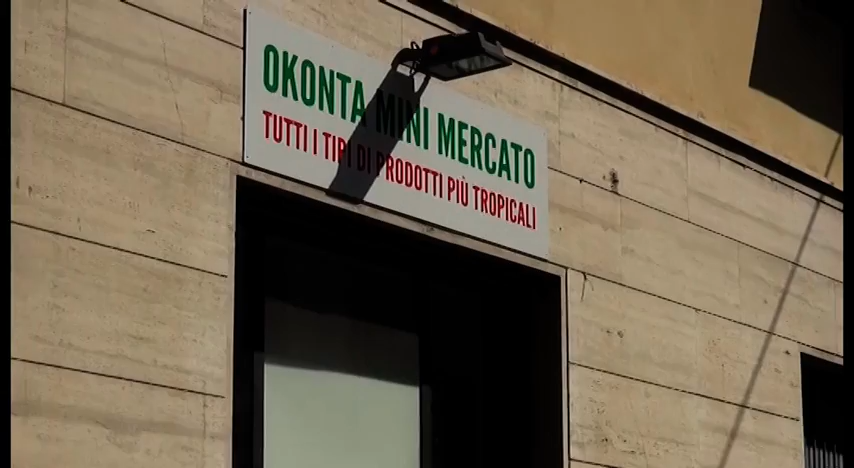 OKONTA MINI MERCATO
TUTTI I TIPI DI PRODOTTI PIÙ TROPICALI